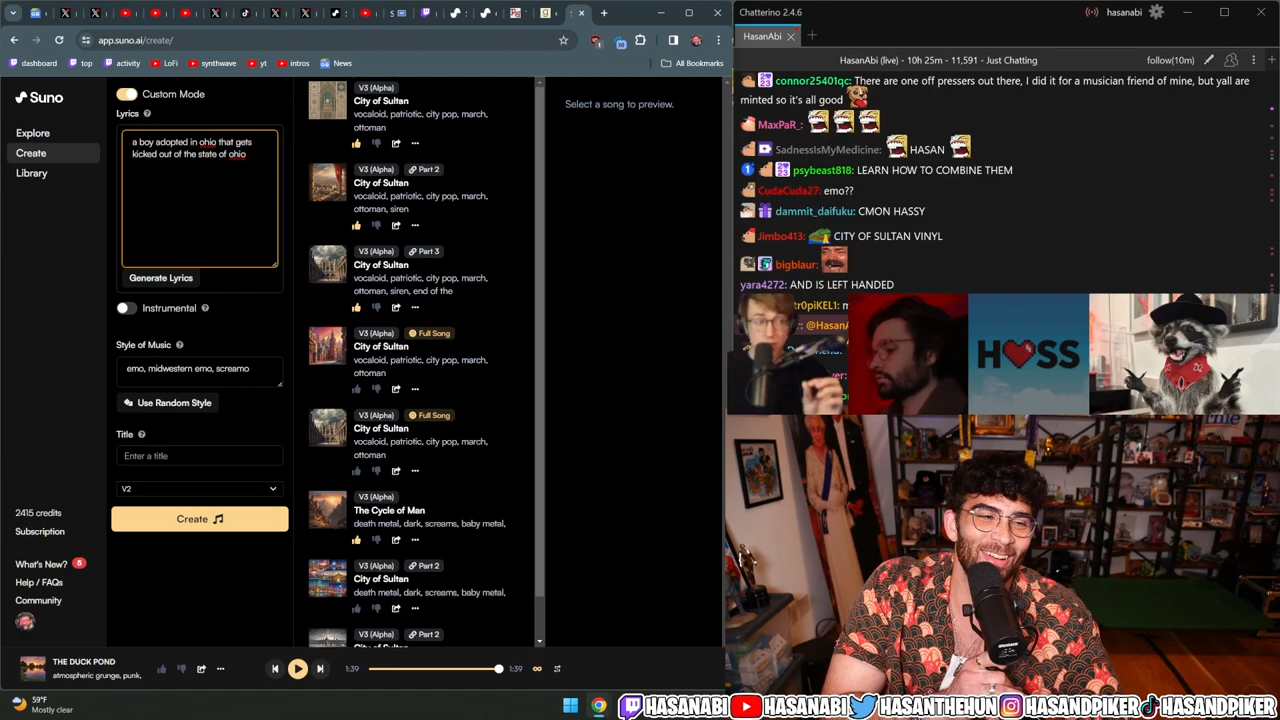 app.suno.ai/create/
dashboard
top
activity
LoFi
synthwave
yt
intros
News
All Bookmarks
Suno
Explore
Create
Library
2415 credits
Subscription
What's New? 5
Help / FAQs
Community
Custom Mode
Lyrics
a boy adopted in ohio that gets
kicked out of the state of ohio
Generate Lyrics
Instrumental
Style of Music
emo, midwestern emo, screamo
Use Random Style
Title
Enter a title
V2
Create
V3 (Alpha)
City of Sultan
vocaloid, patriotic, city pop, march,
ottoman
V3 (Alpha) Part 2
City of Sultan
vocaloid, patriotic, city pop, march,
ottoman, siren
V3 (Alpha) Part 3
City of Sultan
vocaloid, patriotic, city pop, march,
ottoman, siren, end of the
V3 (Alpha) Full Song
City of Sultan
vocaloid, patriotic, city pop, march,
ottoman
V3 (Alpha) Full Song
City of Sultan
vocaloid, patriotic, city pop, march,
ottoman
V3 (Alpha)
The Cycle of Man
death metal, dark, screams, baby metal,
V3 (Alpha) Part 2
City of Sultan
death metal, dark, screams, baby metal,
V3 (Alpha) Part 2
City of Sultan
Select a song to preview.
THE DUCK POND
atmospheric grunge, punk,
1:39
1:39
59°F
Mostly clear
Chatterino 2.4.6
hasanabi
HasanAbi
HasanAbi (live) - 10h 25m - 11,591 - Just Chatting
follow(10m)
connor25401qc: There are one off pressers out there, I did it for a musician friend of mine, but yall are
minted so it's all good
MaxPaR_:
SadnessIsMyMedicine: HASAN
psybeast818: LEARN HOW TO COMBINE THEM
CudaCuda27: emo??
dammit_daifuku: CMON HASSY
Jimbo413: CITY OF SULTAN VINYL
bigblaur:
yara4272: AND IS LEFT HANDED
tr0piKEL1: m
: @HasanA
H SS
HASANABI
HASANABI
HASANTHEHUN
HASANDPIKER
HASANDPIKER